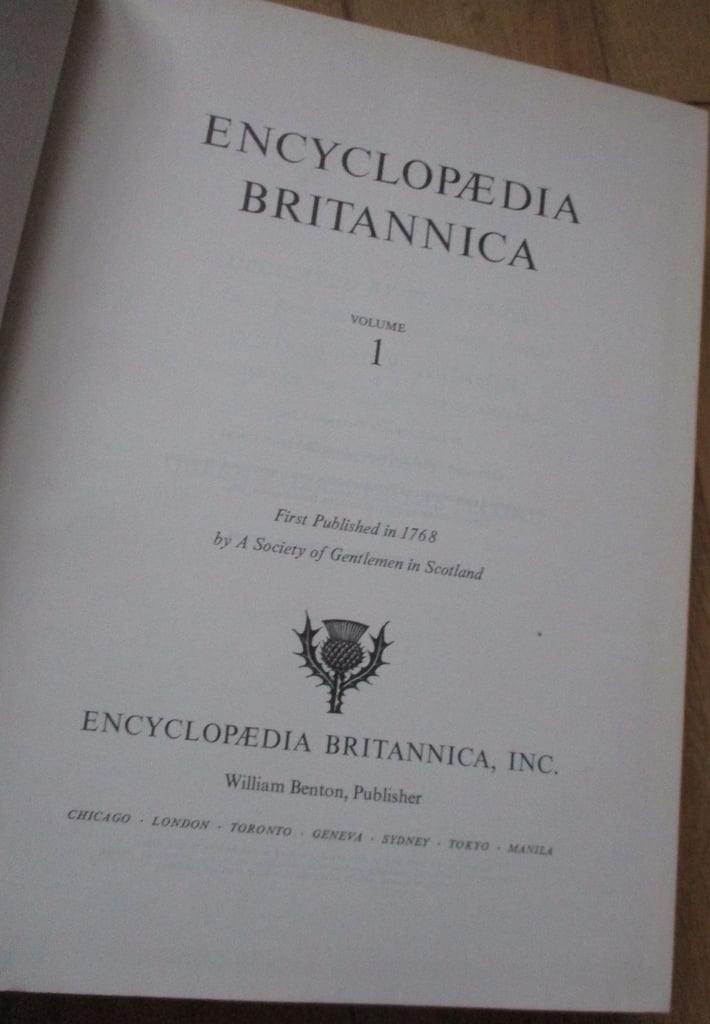 ENCYCLOPÆDIA
BRITANNICA
VOLUME
1
First Published in 1768
by A Society of Gentlemen in Scotland
ENCYCLOPÆDIA BRITANNICA, INC.
William Benton, Publisher
CHICAGO · LONDON · TORONTO · GENEVA · SYDNEY · TOKYO · MANILA